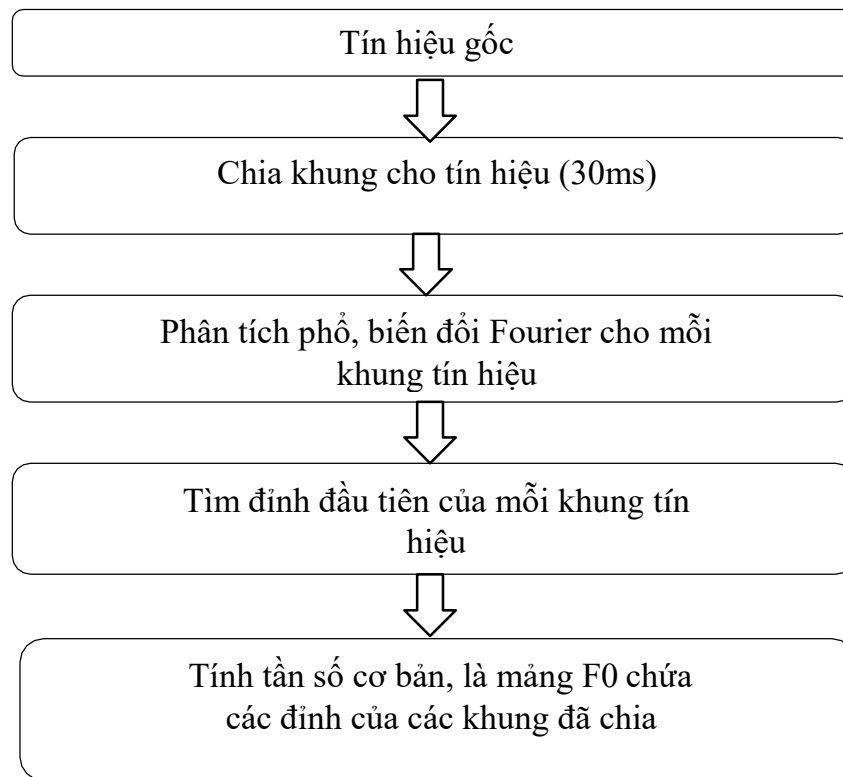 Tín hiệu gốc
Chia khung cho tín hiệu (30ms)
Phân tích phổ, biến đổi Fourier cho mỗi
khung tín hiệu
Tìm đỉnh đầu tiên của mỗi khung tín
hiệu
Tính tần số cơ bản, là mảng F0 chứa
các đỉnh của các khung đã chia